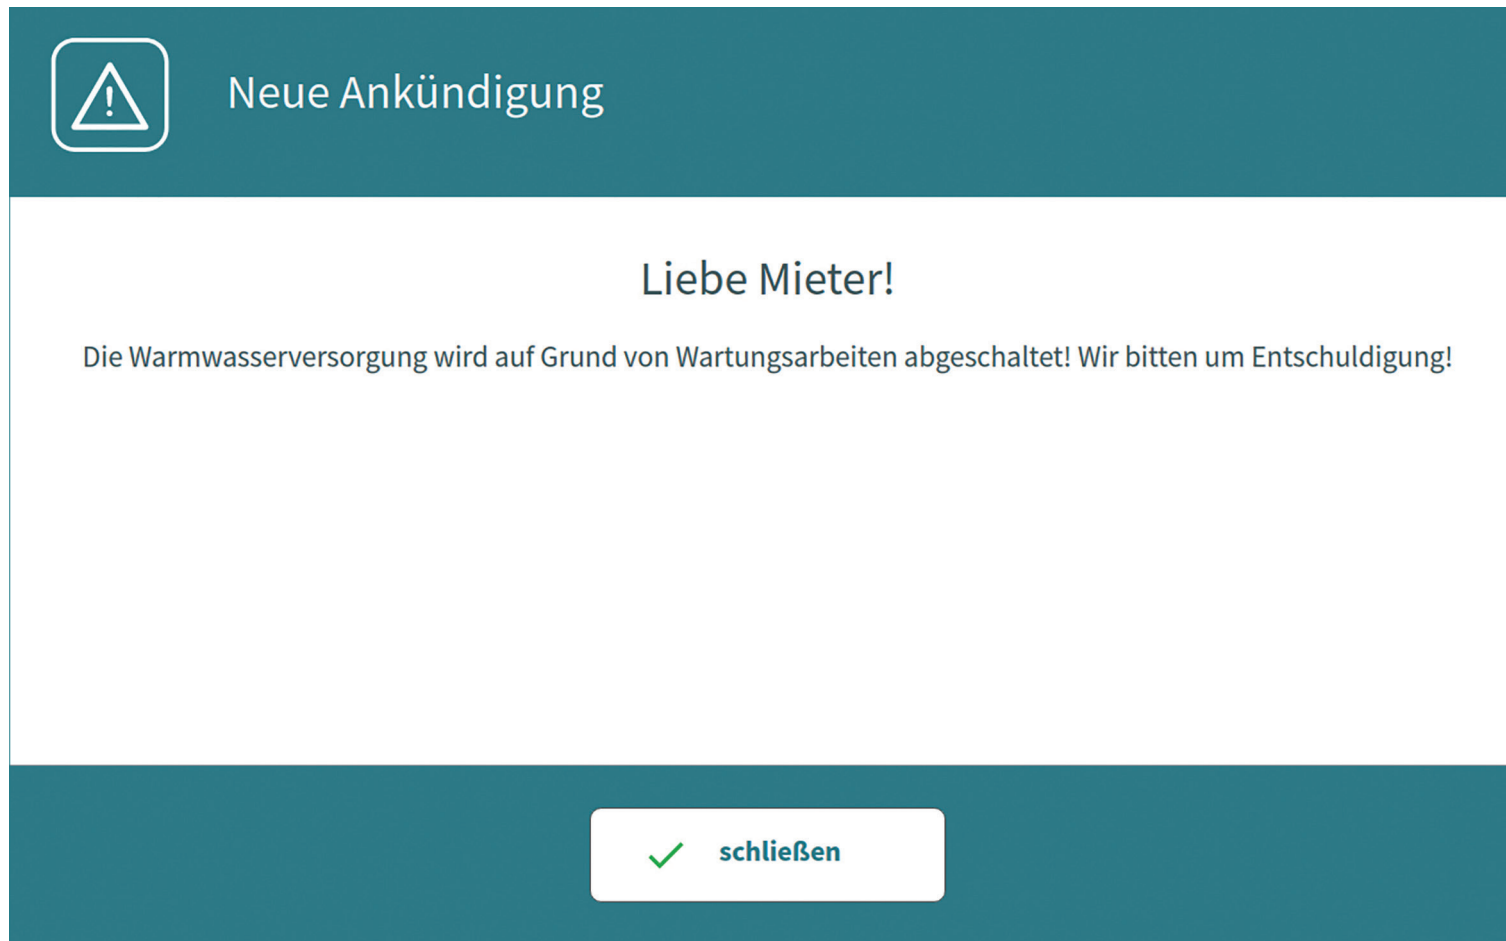 Neue Ankündigung
Liebe Mieter!
Die Warmwasserversorgung wird auf Grund von Wartungsarbeiten abgeschaltet! Wir bitten um Entschuldigung!
schließen